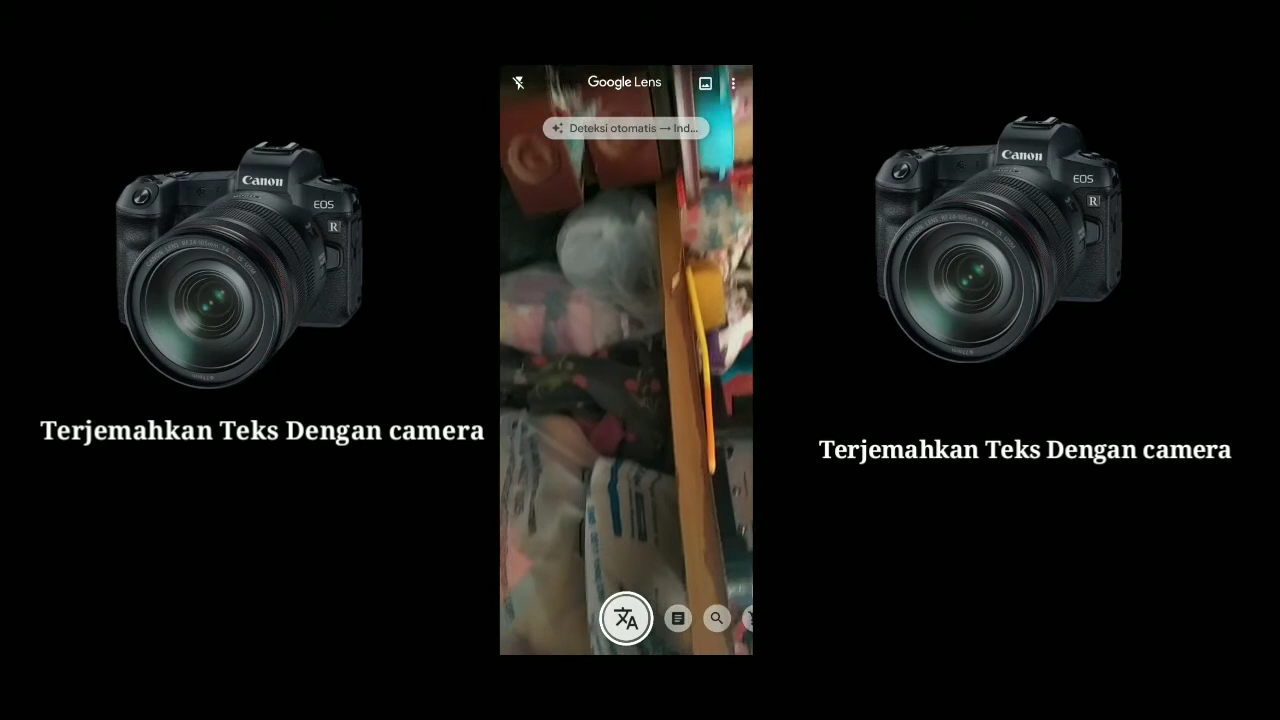 Google Lens
Deteksi otomatis → Ind...
Canon
EOS
R
Terjemahkan Teks Dengan camera
Canon
EOS
R
Terjemahkan Teks Dengan camera